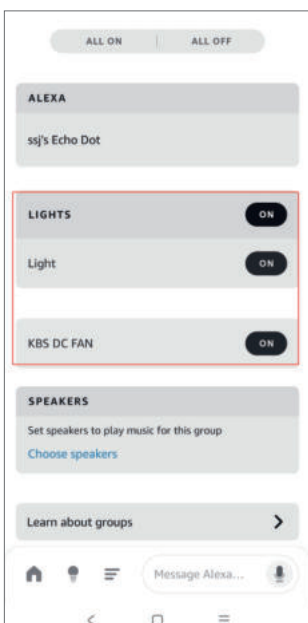 ALL ON | ALL OFF
ALEXA
ssj's Echo Dot
LIGHTS ON
Light ON
KBS DC FAN ON
SPEAKERS
Set speakers to play music for this group
Choose speakers
Learn about groups
Message Alexa...